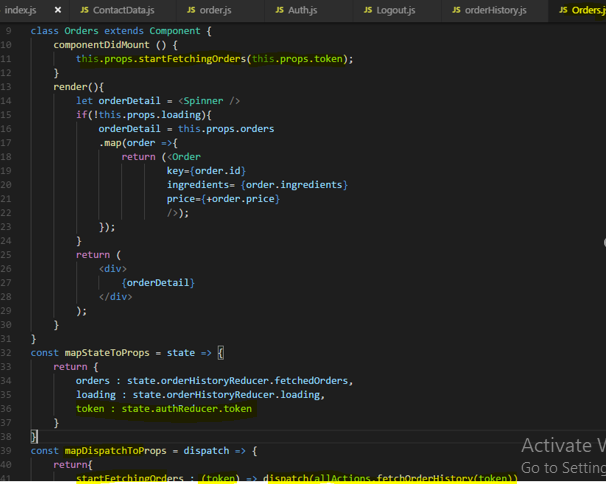 index.js × JS ContactData.js JS order.js JS Auth.js JS Logout.js JS orderHistory.js JS Orders.js
9 class Orders extends Component {
10 componentDidMount () {
11 this.props.startFetchingOrders(this.props.token);
12 }
13 render(){
14 let orderDetail = <Spinner />
15 if(!this.props.loading){
16 orderDetail = this.props.orders
17 .map(order =>{
18 return (<Order
19 key={order.id}
20 ingredients= {order.ingredients}
21 price={+order.price}
22 />);
23 });
24 }
25 return (
26 <div>
27 {orderDetail}
28 </div>
29 );
30 }
31 }
32 const mapStateToProps = state => {
33 return {
34 orders : state.orderHistoryReducer.fetchedOrders,
35 loading : state.orderHistoryReducer.loading,
36 token : state.authReducer.token
37 }
38 }
39 const mapDispatchToProps = dispatch => {
40 return{
41 startFetchingOrders : (token) => dispatch(allActions.fetchOrderHistory(token))
Activate W
Go to Setting